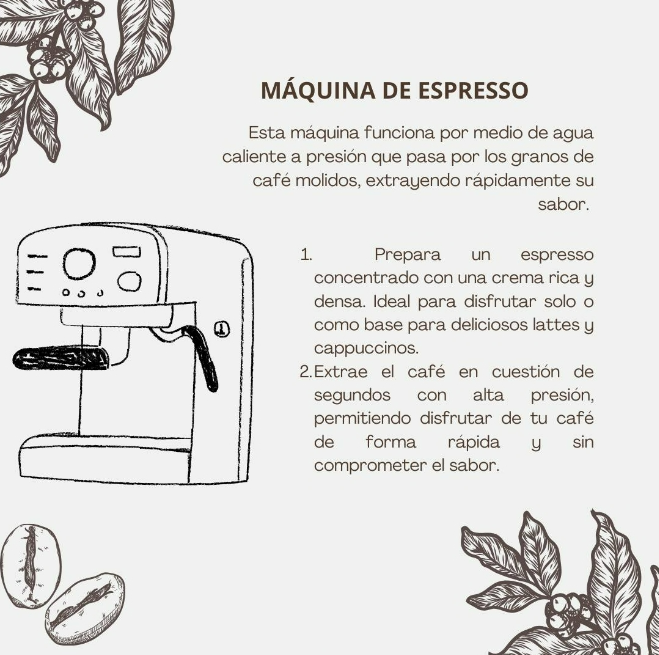 MÁQUINA DE ESPRESSO
Esta máquina funciona por medio de agua
caliente a presión que pasa por los granos de
café molidos, extrayendo rápidamente su
sabor.
1. Prepara un espresso
concentrado con una crema rica y
densa. Ideal para disfrutar solo o
como base para deliciosos lattes y
cappuccinos.
2. Extrae el café en cuestión de
segundos con alta presión,
permitiendo disfrutar de tu café
de forma rápida y sin
comprometer el sabor.